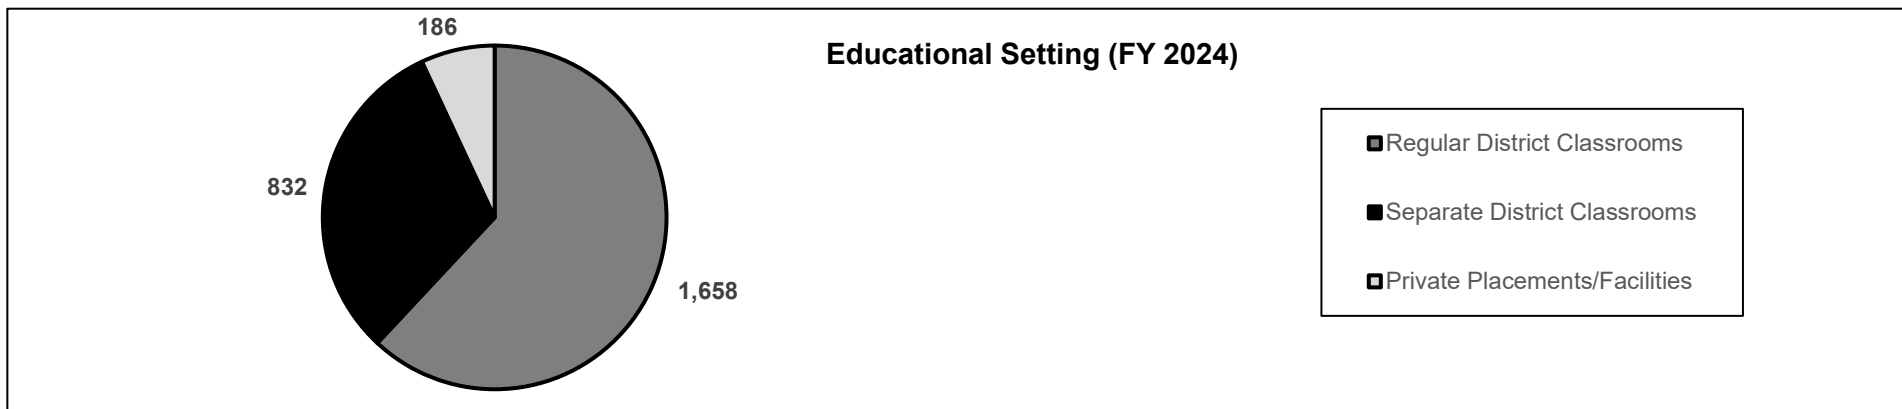 186
Educational Setting (FY 2024)
Regular District Classrooms
832
Separate District Classrooms
Private Placements/Facilities
1,658